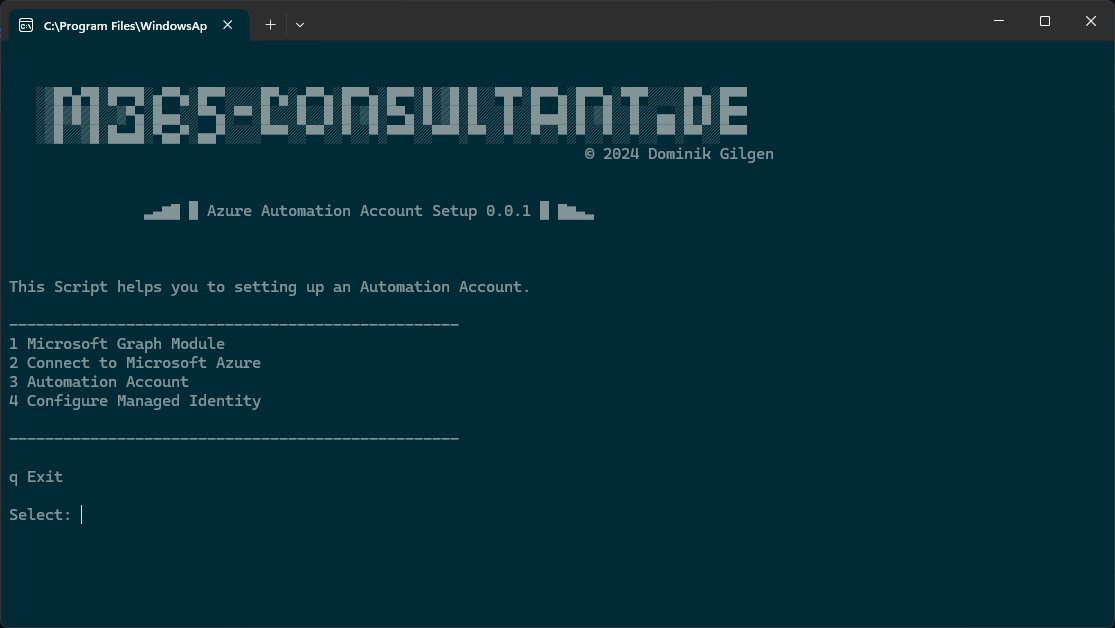 C:\Program Files\WindowsAp
M365-CONSULTANT.DE
© 2024 Dominik Gilgen
Azure Automation Account Setup 0.0.1
This Script helps you to setting up an Automation Account.
--------------------------------------------------
1 Microsoft Graph Module
2 Connect to Microsoft Azure
3 Automation Account
4 Configure Managed Identity
--------------------------------------------------
q Exit
Select: